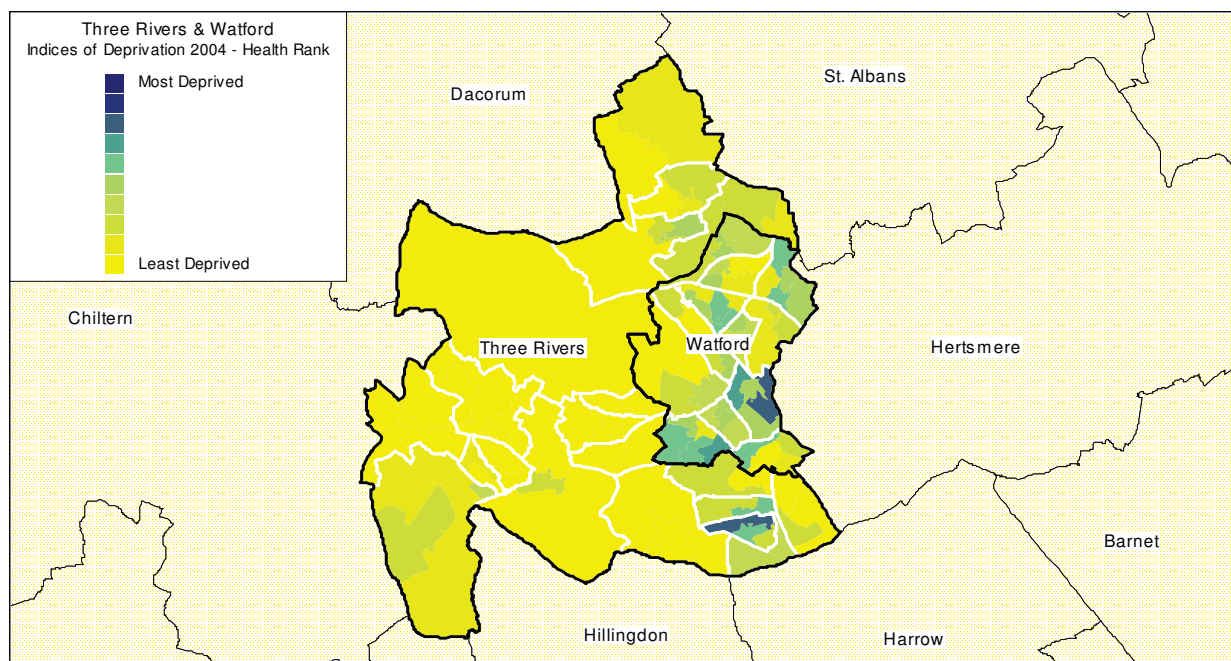 Three Rivers & Watford
Indices of Deprivation 2004 - Health Rank
Most Deprived
Least Deprived
St. Albans
Dacorum
Chiltern
Three Rivers
Watford
Hertsmere
Barnet
Hillingdon
Harrow